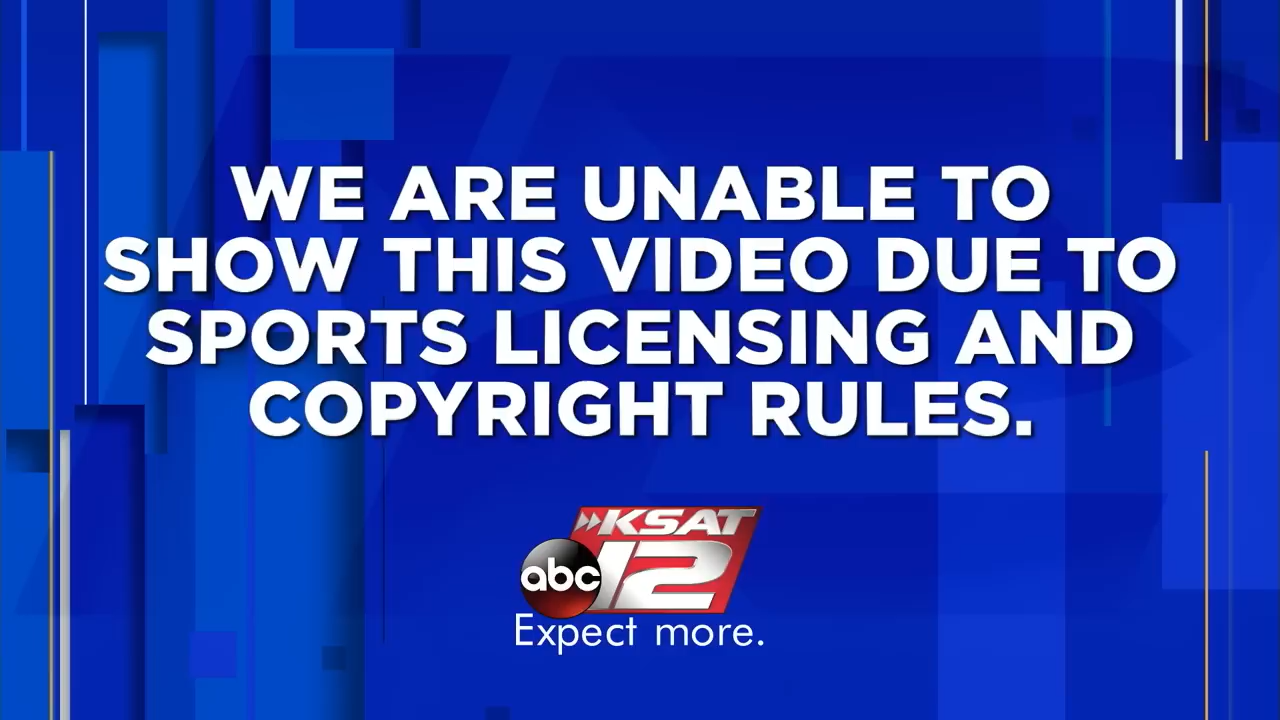 WE ARE UNABLE TO
SHOW THIS VIDEO DUE TO
SPORTS LICENSING AND
COPYRIGHT RULES.
KSAT
abc 12
Expect more.